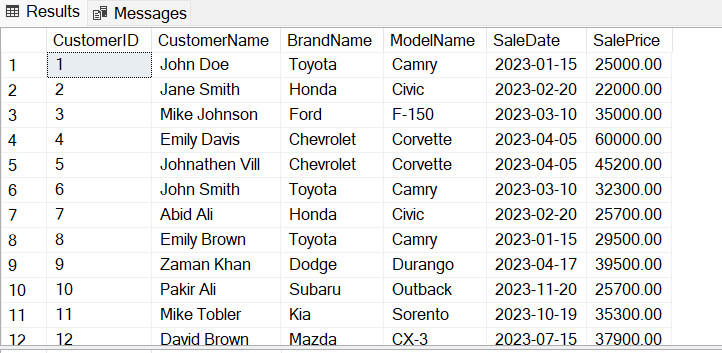 Results Messages
CustomerID CustomerName BrandName ModelName SaleDate SalePrice
1 1 John Doe Toyota Camry 2023-01-15 25000.00
2 2 Jane Smith Honda Civic 2023-02-20 22000.00
3 3 Mike Johnson Ford F-150 2023-03-10 35000.00
4 4 Emily Davis Chevrolet Corvette 2023-04-05 60000.00
5 5 Johnathen Vill Chevrolet Corvette 2023-04-05 45200.00
6 6 John Smith Toyota Camry 2023-03-10 32300.00
7 7 Abid Ali Honda Civic 2023-02-20 25700.00
8 8 Emily Brown Toyota Camry 2023-01-15 29500.00
9 9 Zaman Khan Dodge Durango 2023-04-17 39500.00
10 10 Pakir Ali Subaru Outback 2023-11-20 25700.00
11 11 Mike Tobler Kia Sorento 2023-10-19 35300.00
12 12 David Brown Mazda CX-3 2023-07-15 37900.00